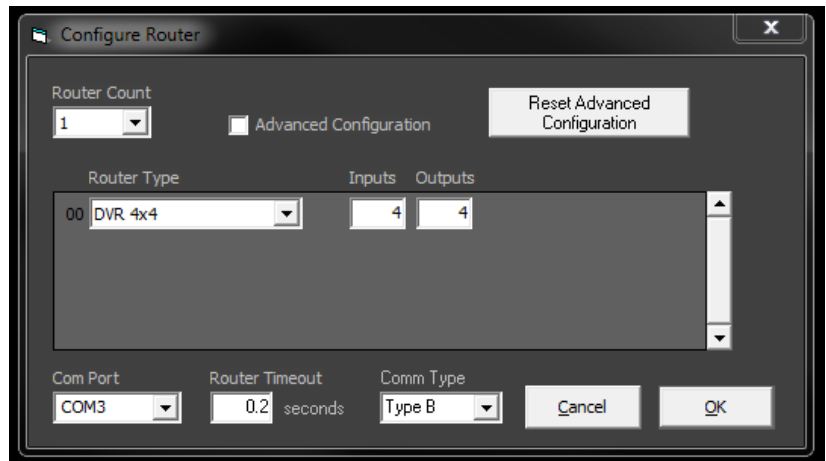 Configure Router
x
Router Count
1
Advanced Configuration
Reset Advanced
Configuration
Router Type Inputs Outputs
00 DVR 4x4 4 4
Com Port Router Timeout Comm Type
COM3 0.2 seconds Type B Cancel OK